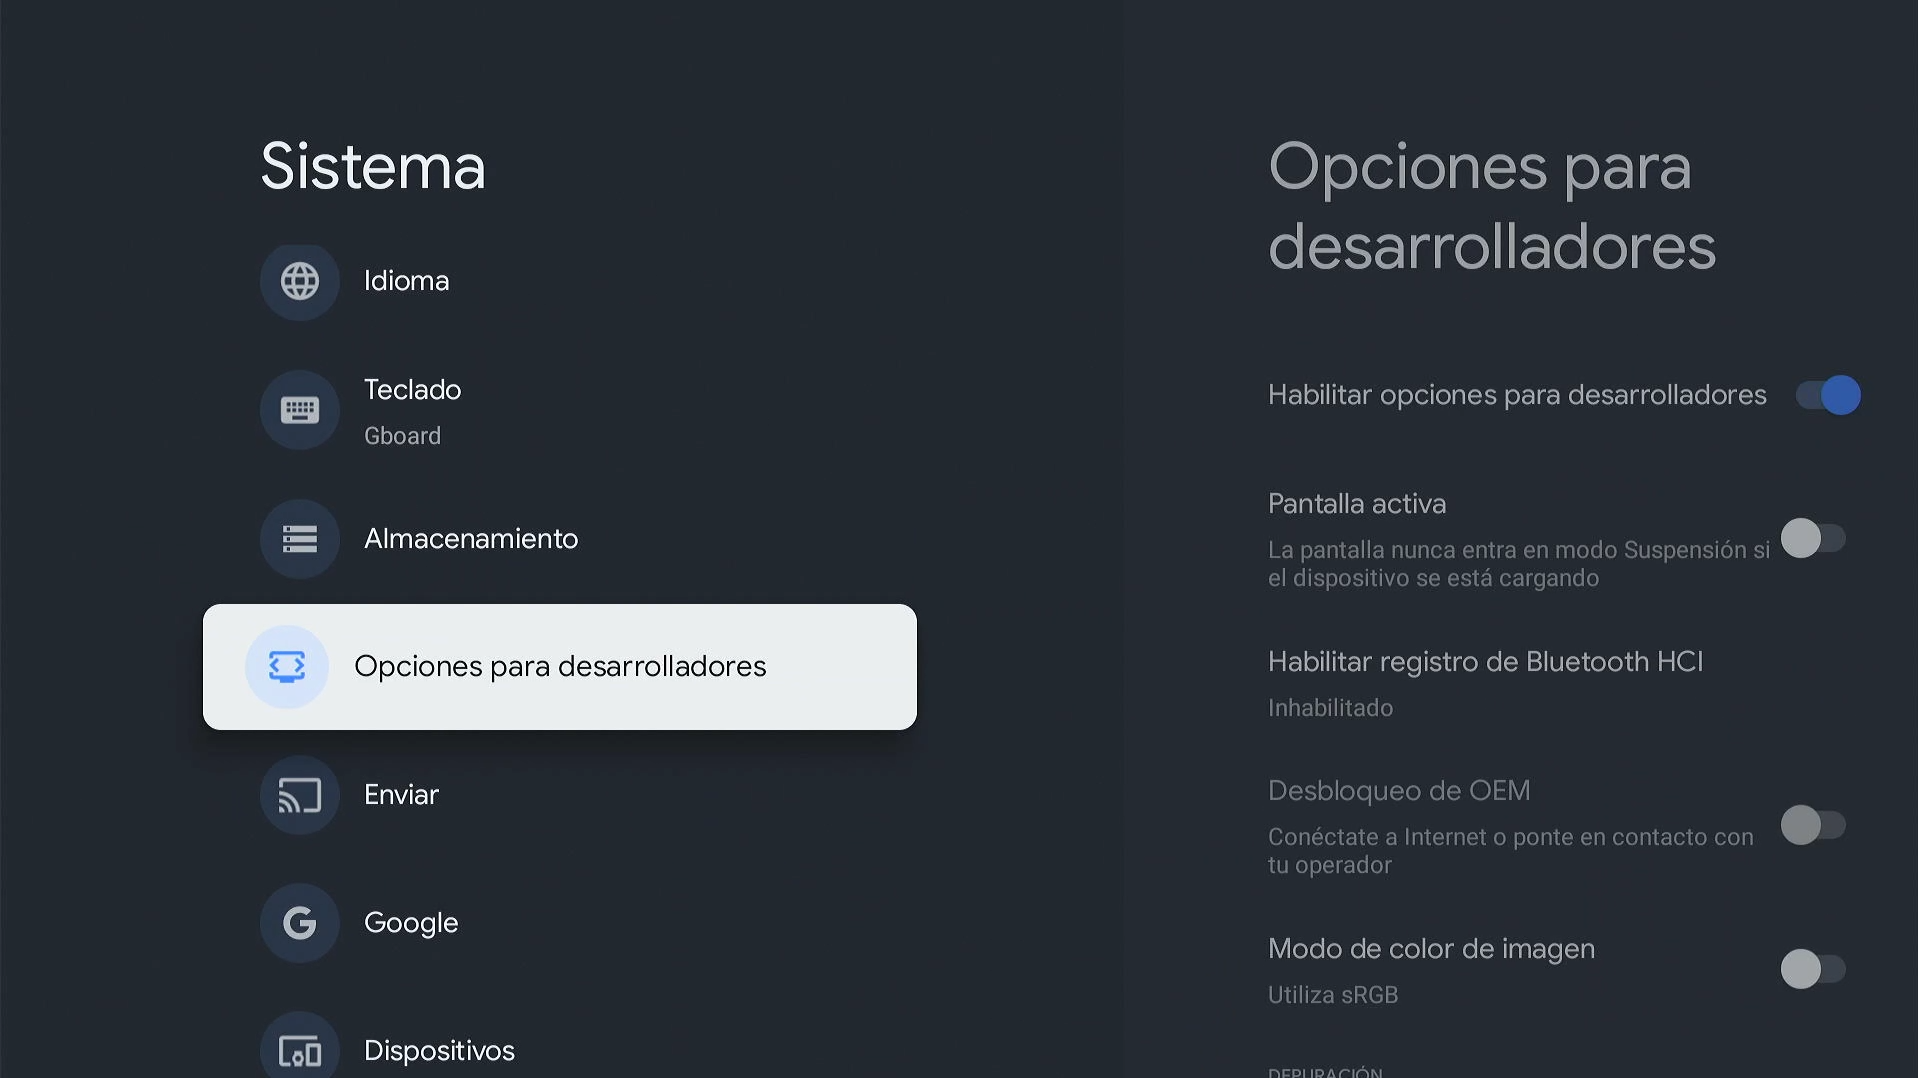 Sistema
Idioma
Teclado
Gboard
Almacenamiento
Opciones para desarrolladores
Enviar
Google
Dispositivos
Opciones para
desarrolladores
Habilitar opciones para desarrolladores
Pantalla activa
La pantalla nunca entra en modo Suspensión si
el dispositivo se está cargando
Habilitar registro de Bluetooth HCI
Inhabilitado
Desbloqueo de OEM
Conéctate a Internet o ponte en contacto con
tu operador
Modo de color de imagen
Utiliza sRGB
DEPURACIÓN